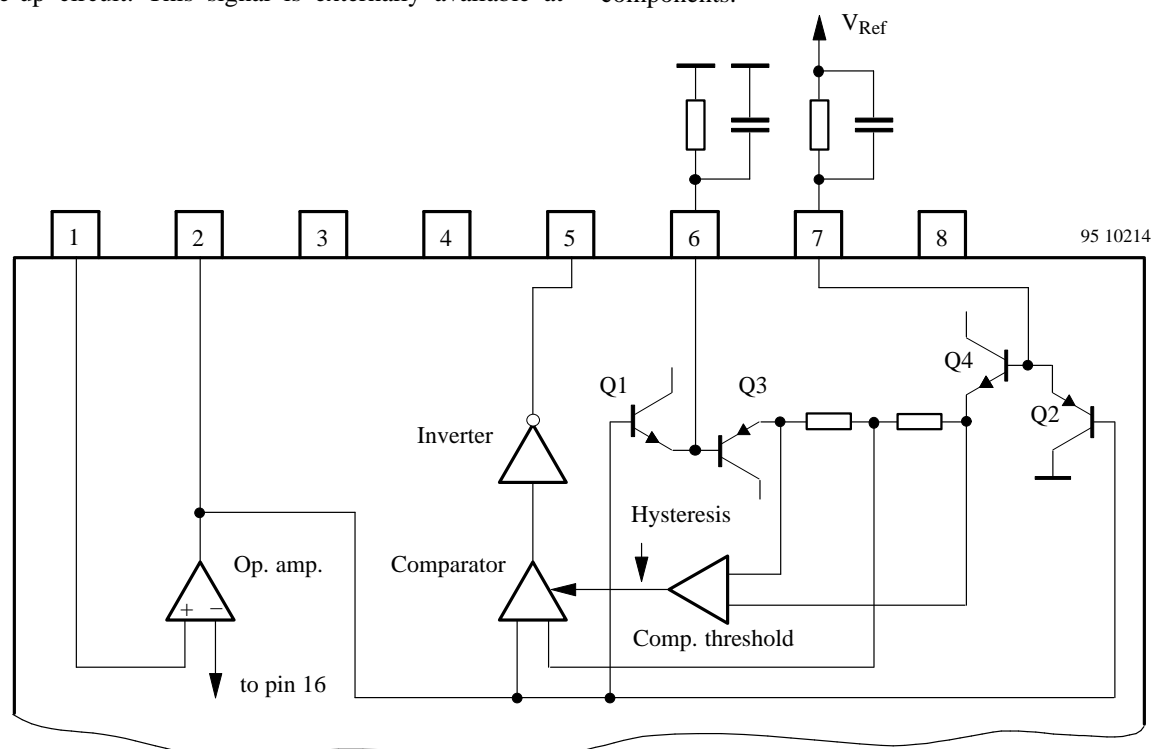 -up circuit. This signal is externally available at components.
V_Ref
1 2 3 4 5 6 7 8 95 10214
Q4
Q1 Q3
Q2
Inverter
Hysteresis
Op. amp. Comparator
+ −
Comp. threshold
to pin 16